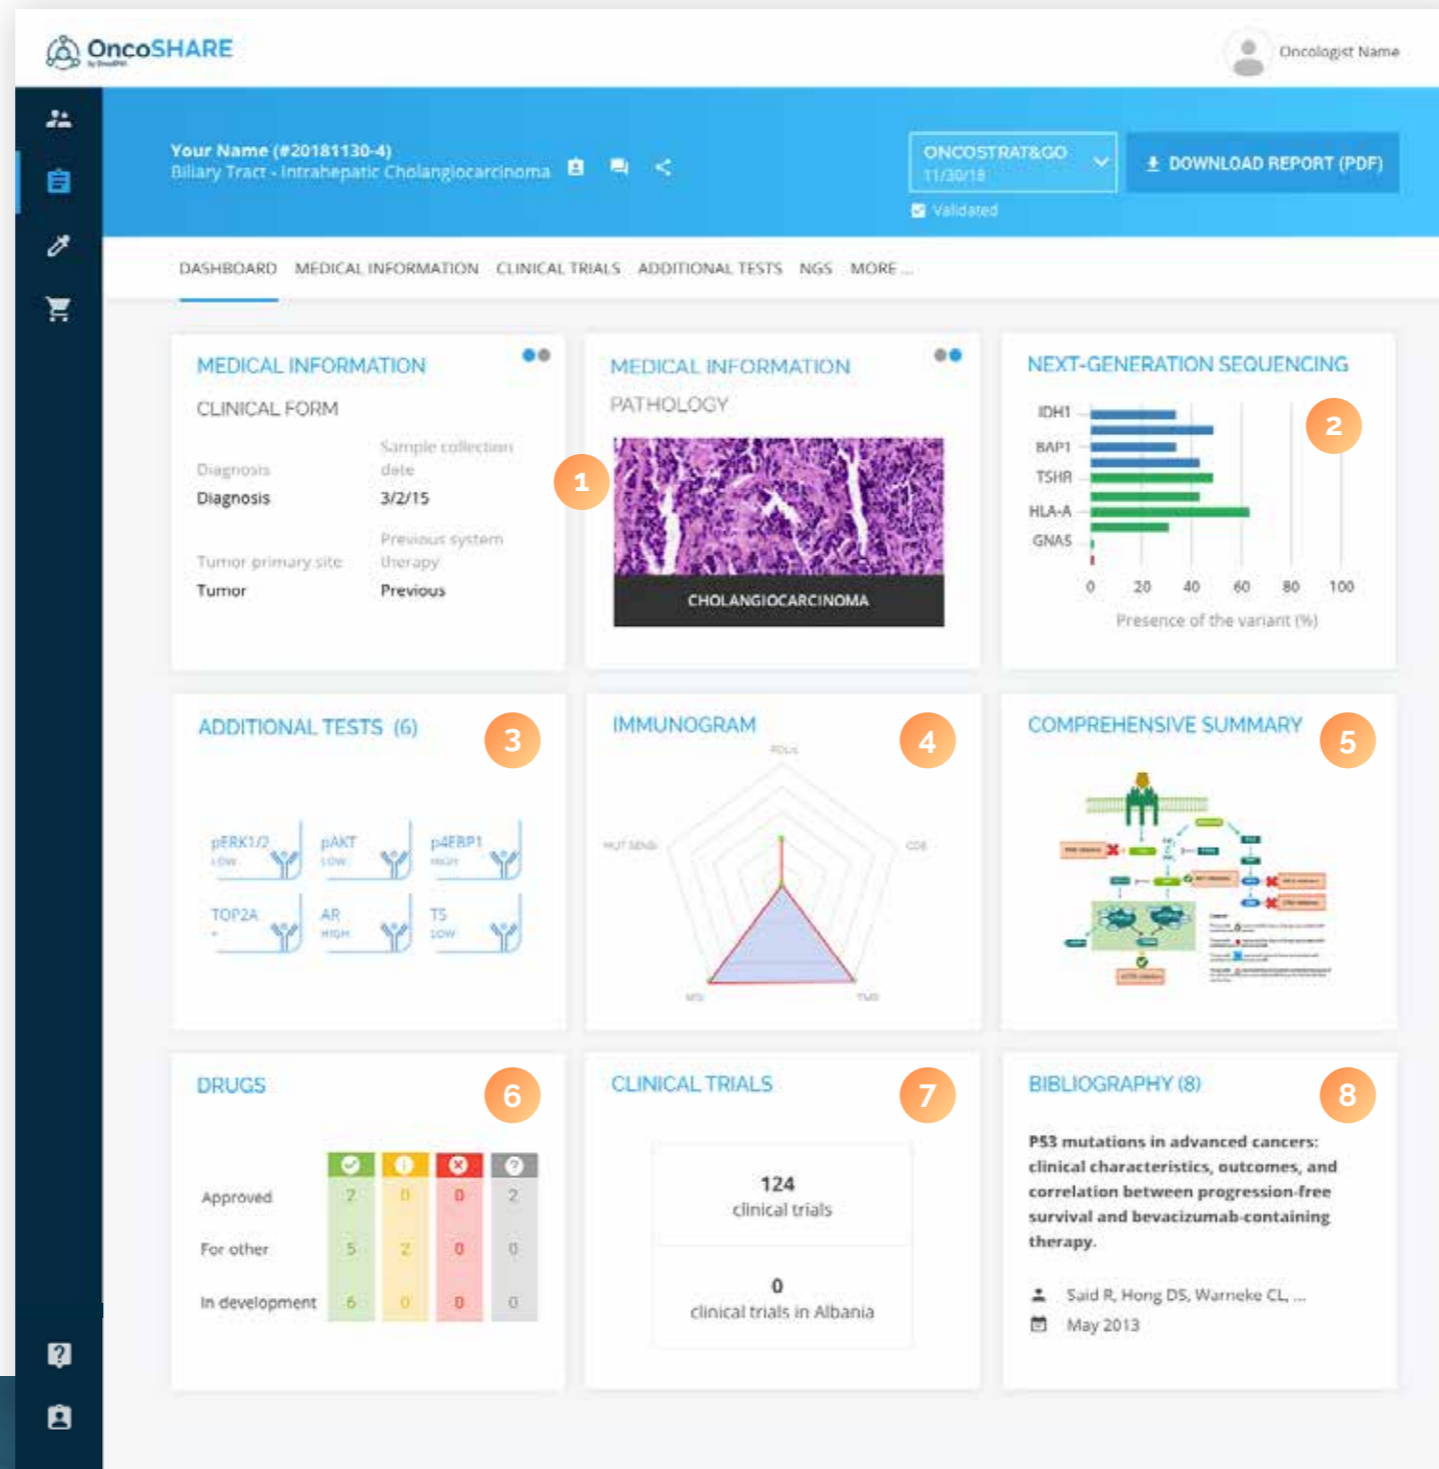 OncoSHARE
Oncologist Name
Your Name (#20181130-4)
Biliary Tract - Intrahepatic Cholangiocarcinoma
ONCOSTRAT&GO
11/30/18
Validated
DOWNLOAD REPORT (PDF)
DASHBOARD MEDICAL INFORMATION CLINICAL TRIALS ADDITIONAL TESTS NGS MORE ...
MEDICAL INFORMATION
CLINICAL FORM
Diagnosis
Diagnosis
Sample collection
date
3/2/15
Tumor primary site
Tumor
Previous system
therapy
Previous
1
MEDICAL INFORMATION
PATHOLOGY
CHOLANGIOCARCINOMA
NEXT-GENERATION SEQUENCING
2
IDH1
BAP1
TSHR
HLA-A
GNAS
0 20 40 60 80 100
Presence of the variant (%)
ADDITIONAL TESTS (6)
3
pERK1/2
LOW
pAKT
LOW
p4EBP1
HIGH
TOP2A
+
AR
HIGH
TS
LOW
IMMUNOGRAM
4
MSI
TMB
COMPREHENSIVE SUMMARY
5
DRUGS
6
Approved 2 0 0 2
For other 5 2 0 0
In development 6 0 0 0
CLINICAL TRIALS
7
124
clinical trials
0
clinical trials in Albania
BIBLIOGRAPHY (8)
8
P53 mutations in advanced cancers:
clinical characteristics, outcomes, and
correlation between progression-free
survival and bevacizumab-containing
therapy.
Said R, Hong DS, Warneke CL, ...
May 2013